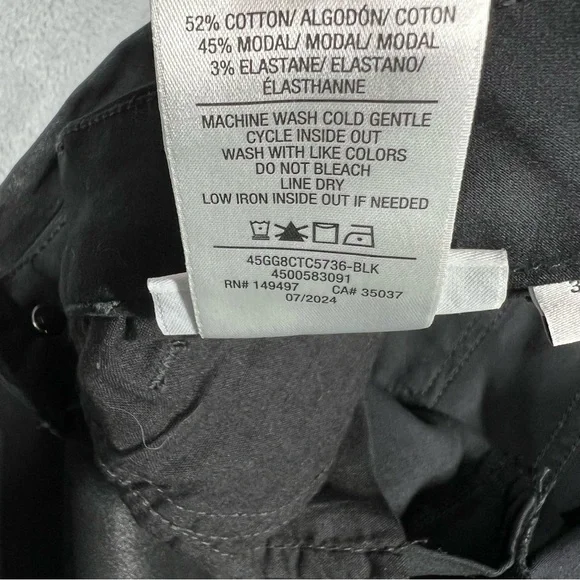 52% COTTON/ ALGODÓN/ COTON
45% MODAL/ MODAL/ MODAL
3% ELASTANE/ ELASTANO/
ÉLASTHANNE
MACHINE WASH COLD GENTLE
CYCLE INSIDE OUT
WASH WITH LIKE COLORS
DO NOT BLEACH
LINE DRY
LOW IRON INSIDE OUT IF NEEDED
45GG8CTC5736-BLK
4500583091
RN# 149497 CA# 35037
07/2024
3